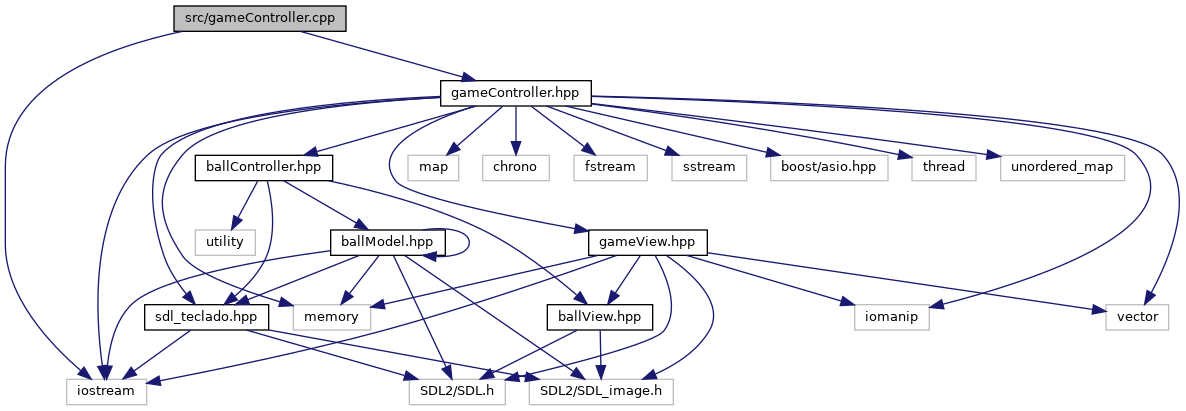 src/gameController.cpp
gameController.hpp
ballController.hpp
map
chrono
fstream
sstream
boost/asio.hpp
thread
unordered_map
utility
ballModel.hpp
gameView.hpp
sdl_teclado.hpp
memory
ballView.hpp
iomanip
vector
iostream
SDL2/SDL.h
SDL2/SDL_image.h